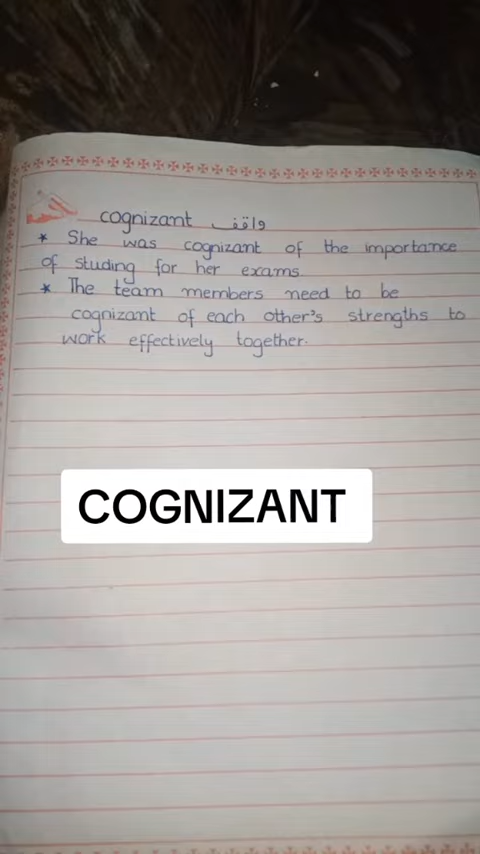 cognizant واقف
* She was cognizant of the importance
of studing for her exams
* The team members need to be
cognizant of each other's strengths to
work effectively together.
COGNIZANT